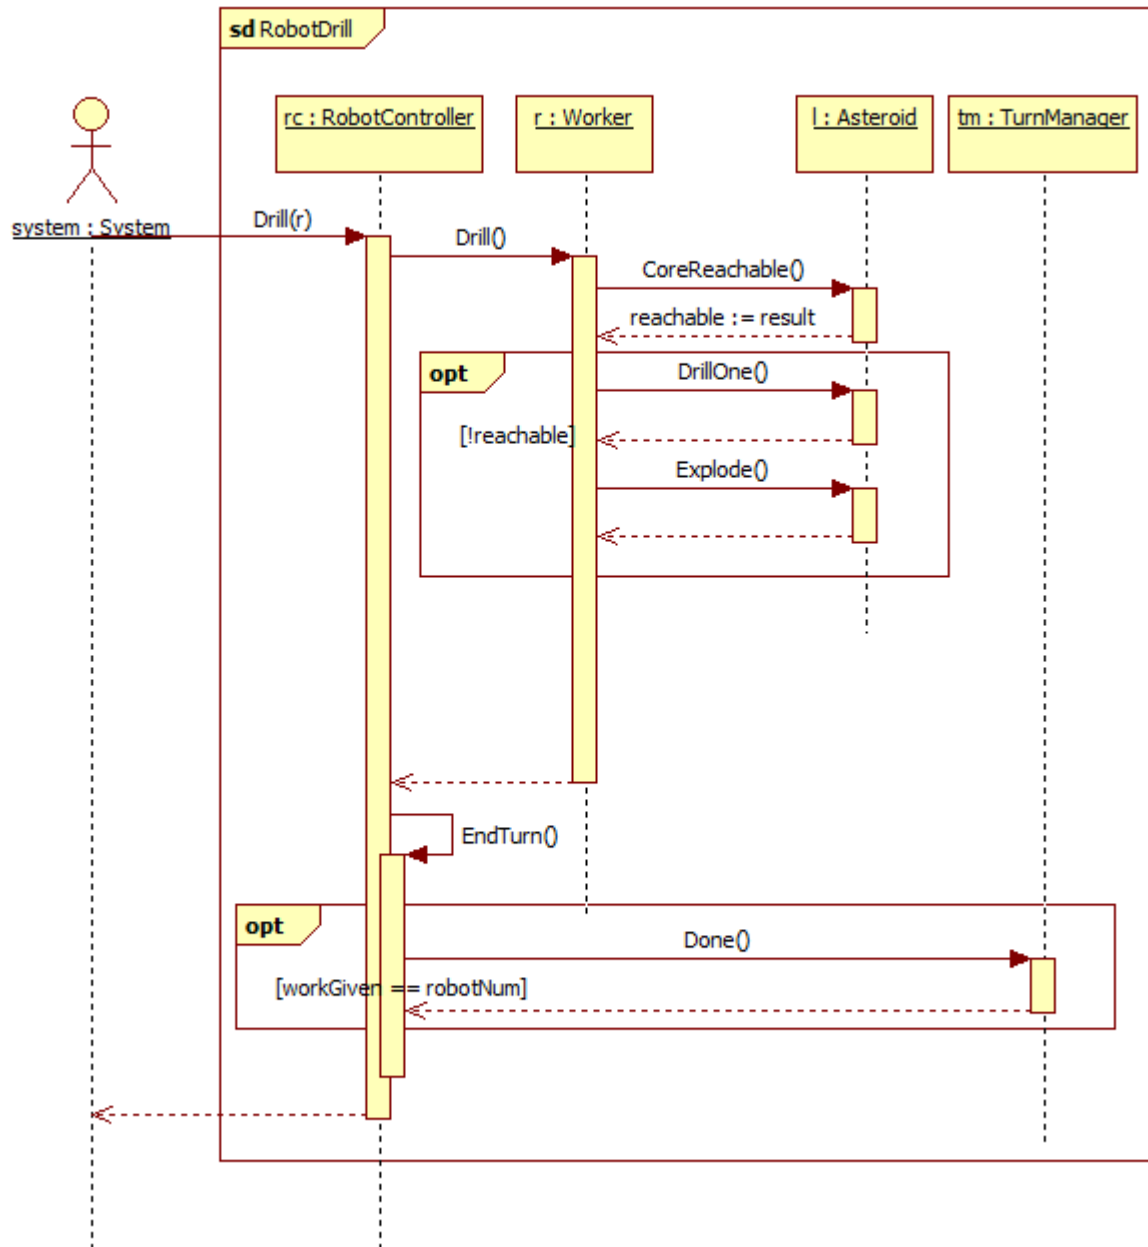 sd RobotDrill
rc : RobotController
r : Worker
l : Asteroid
tm : TurnManager
system : System
Drill(r)
Drill()
CoreReachable()
reachable := result
opt
DrillOne()
[!reachable]
Explode()
EndTurn()
opt
Done()
[workGiven == robotNum]